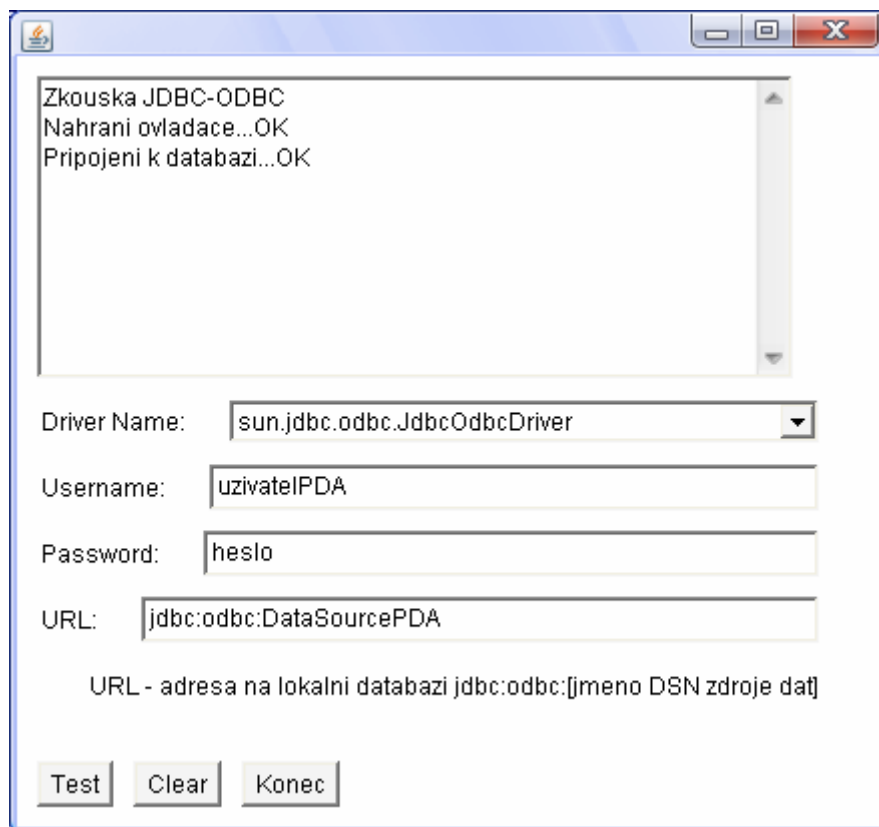 Zkouska JDBC-ODBC
Nahrani ovladace...OK
Pripojeni k databazi...OK
Driver Name: sun.jdbc.odbc.JdbcOdbcDriver
Username: uzivatelPDA
Password: heslo
URL: jdbc:odbc:DataSourcePDA
URL - adresa na lokalni databazi jdbc:odbc:[jmeno DSN zdroje dat]
Test Clear Konec